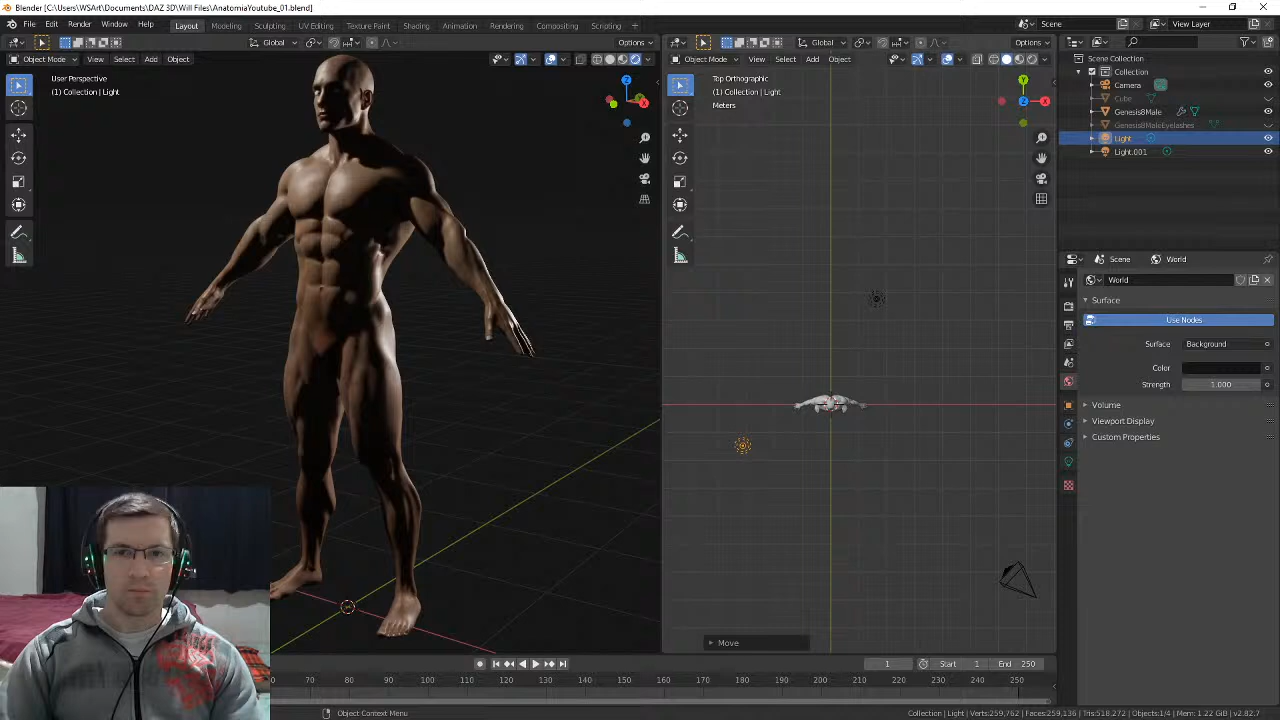 Blender [C:\Users\WSArt\Documents\DAZ 3D\Will Files\AnatomiaYoutube_01.blend]
File Edit Render Window Help Layout Modeling Sculpting UV Editing Texture Paint Shading Animation Rendering Compositing Scripting + Scene View Layer
Global Options
Object Mode View Select Add Object
User Perspective
(1) Collection | Light
Global Options
Object Mode View Select Add Object
Top Orthographic
(1) Collection | Light
Meters
Move
Scene Collection
Collection
Camera
Cube
Genesis8Male
Genesis8MaleEyelashes
Light
Light.001
Scene World
World
Surface
Use Nodes
Surface Background
Color
Strength 1.000
Volume
Viewport Display
Custom Properties
1 Start 1 End 250
70 80 90 100 110 120 130 140 150 160 170 180 190 200 210 220 230 240 250
Object Context Menu
Collection | Light | Verts:259,762 | Faces:259,136 | Tris:518,272 | Objects:1/4 | Mem: 1.22 GiB | v2.82.7